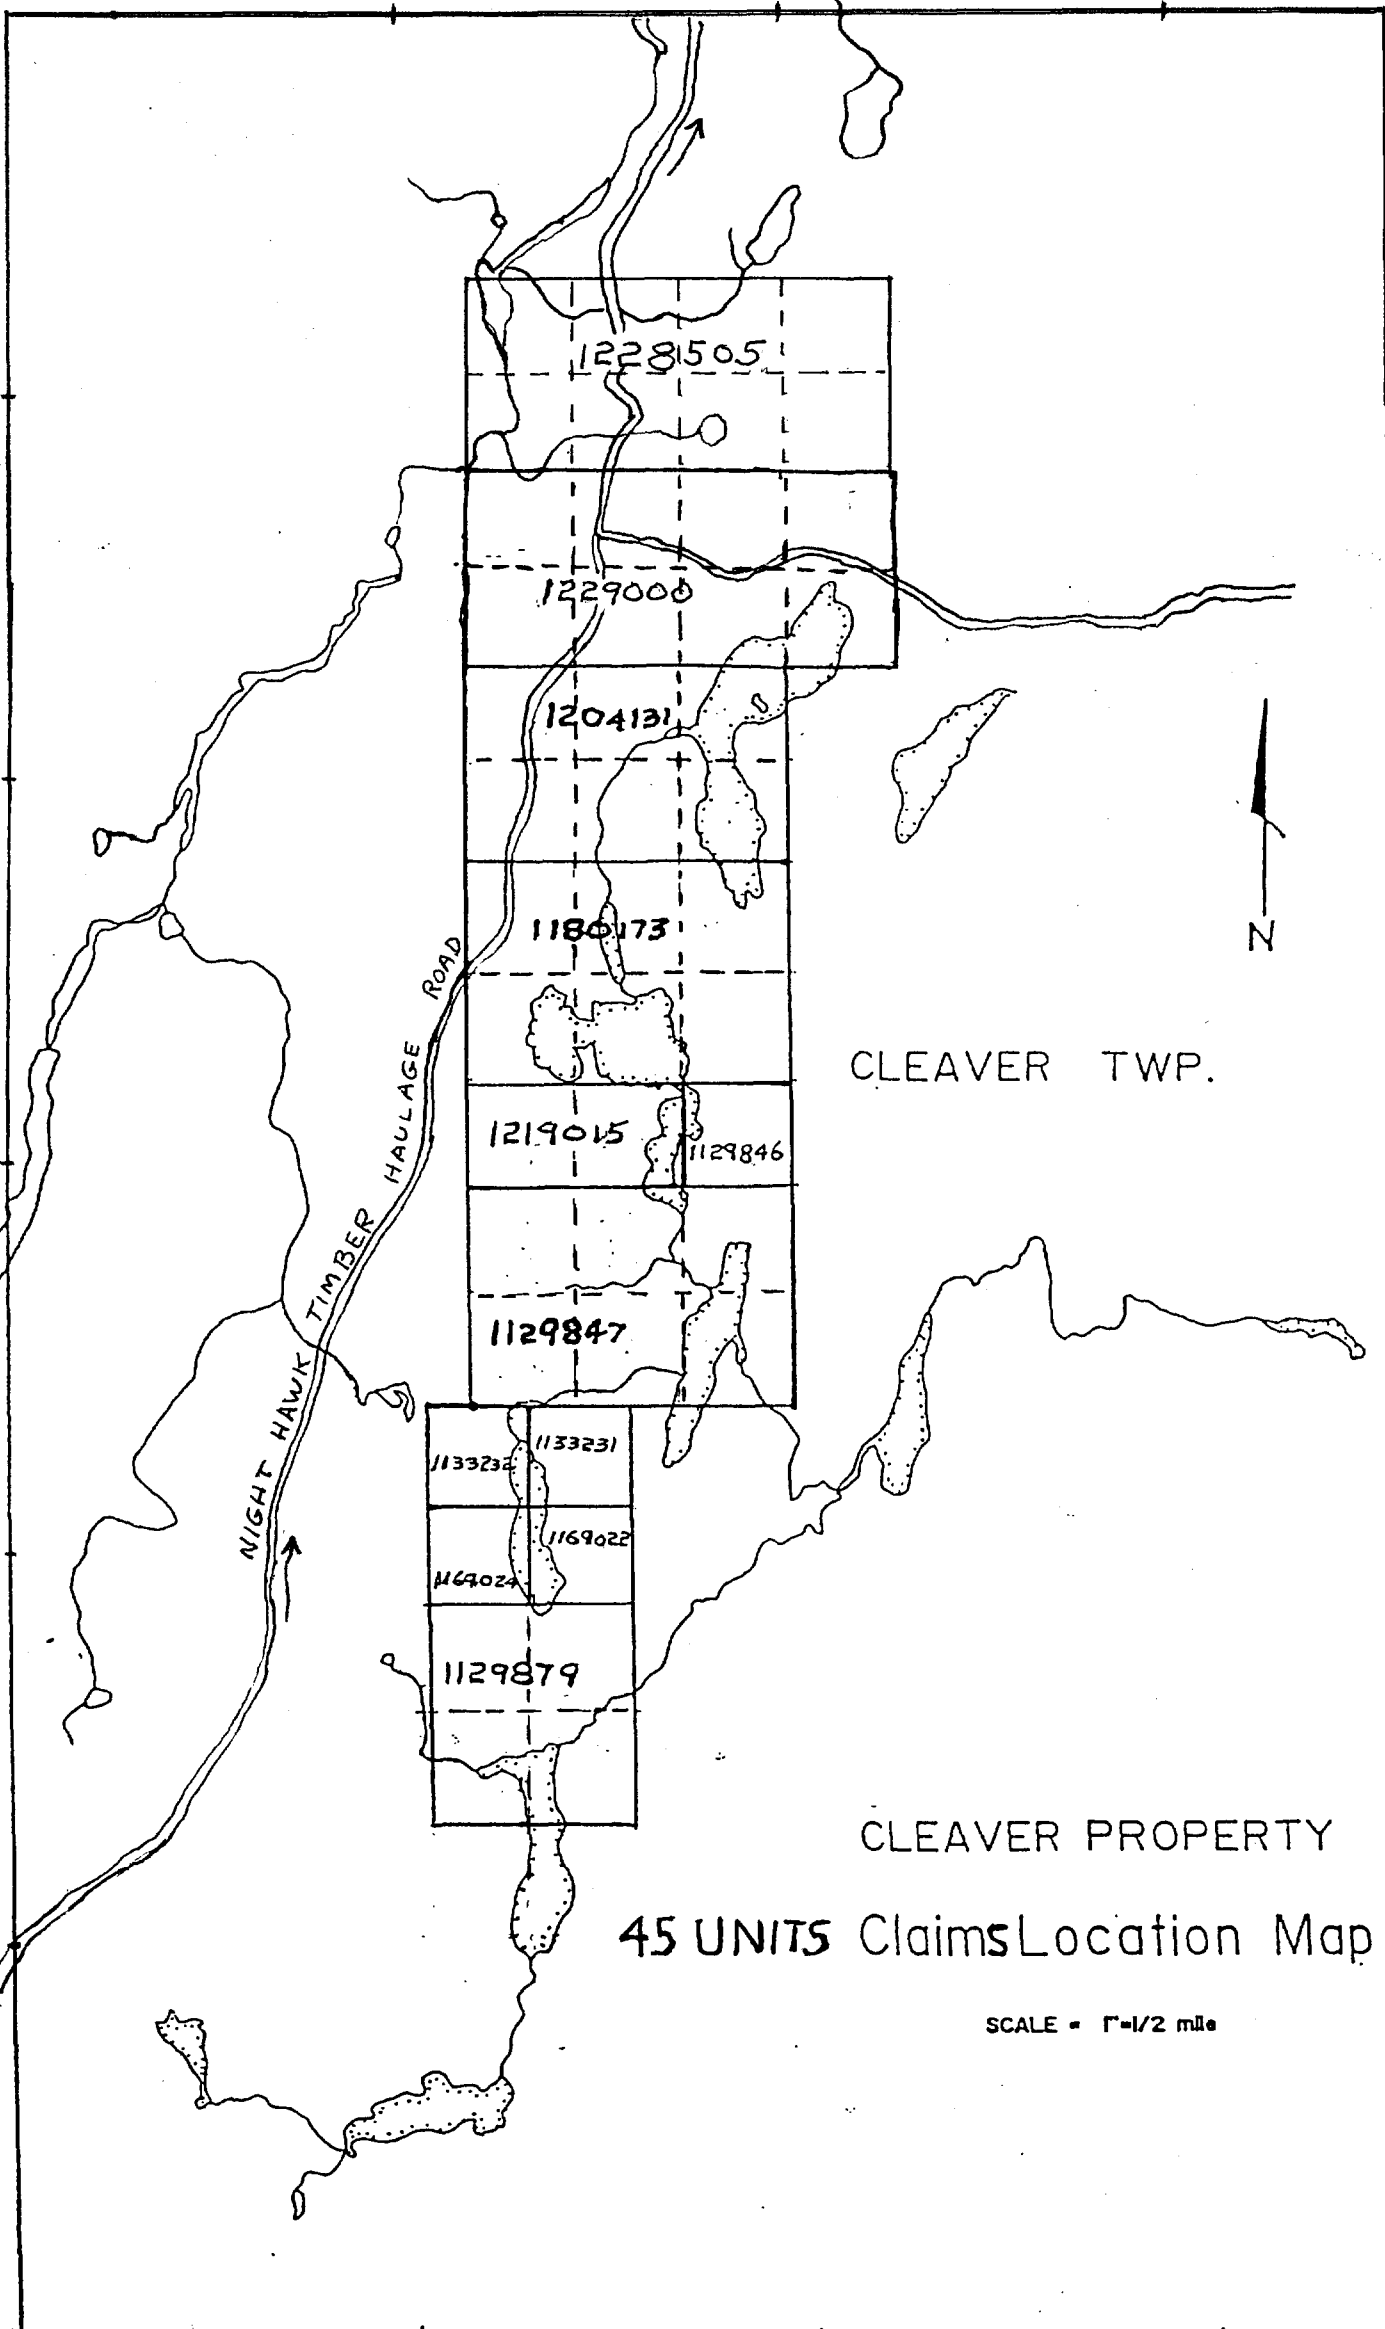 1228505
1229000
1204131
1180173
1219015
1129846
1129847
1133232
1133231
1169022
1169024
1129879
NIGHT HAWK TIMBER HAULAGE ROAD
N
CLEAVER TWP.
CLEAVER PROPERTY
45 UNITS Claims Location Map
SCALE = 1"=1/2 mile